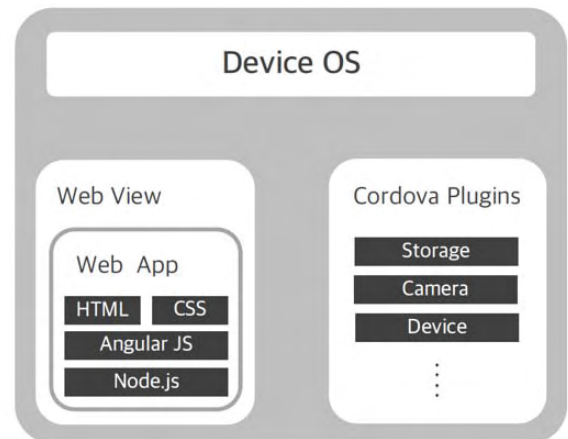 Device OS
Web View
Web App
HTML CSS
Angular JS
Node.js
Cordova Plugins
Storage
Camera
Device